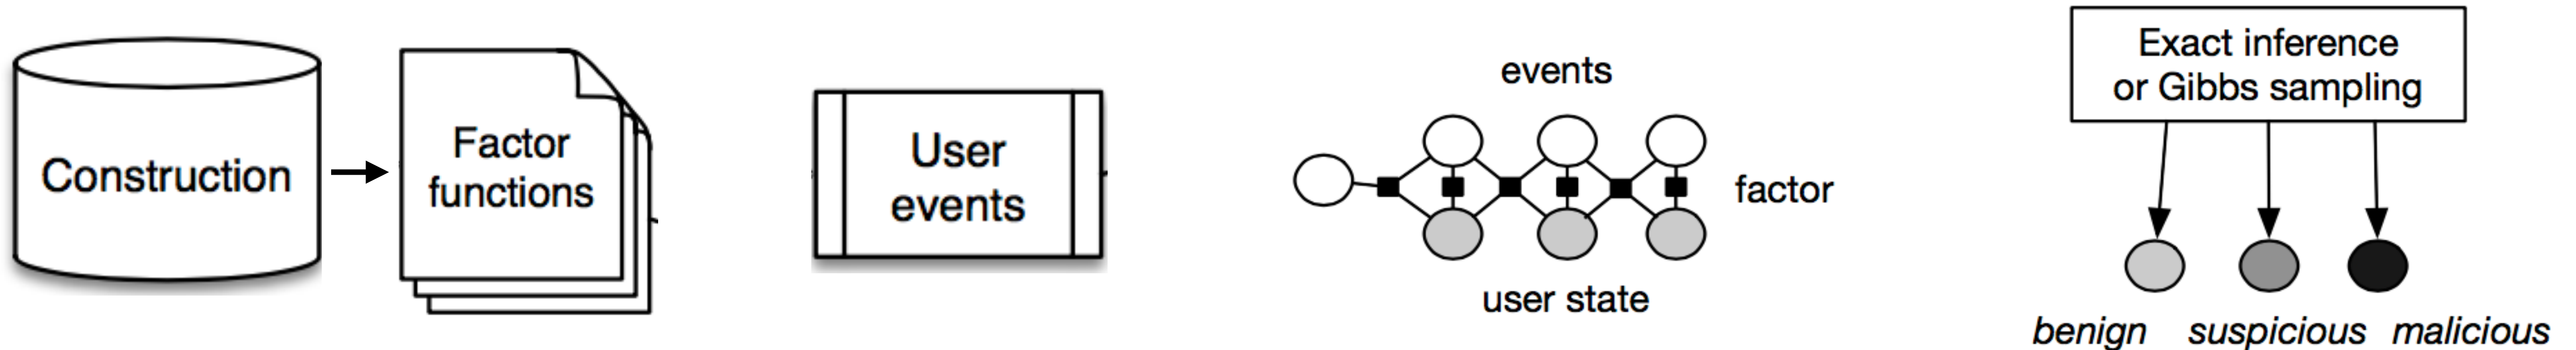 Construction
Factor
functions
User
events
events
factor
user state
Exact inference
or Gibbs sampling
benign
suspicious
malicious